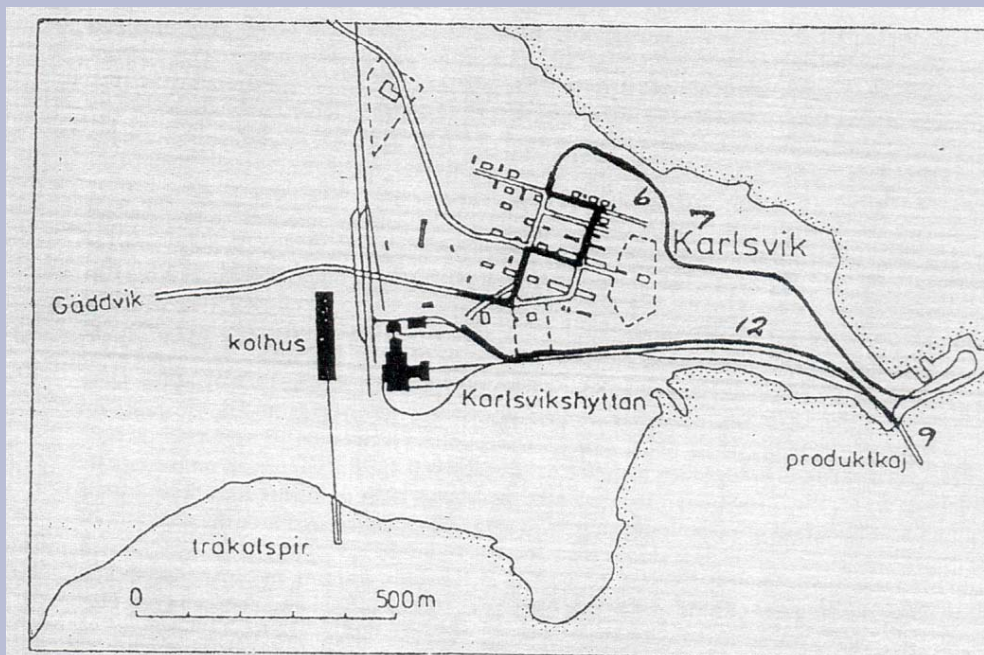 6
7
Karlsvik
Gäddvik
12
kolhus
Karlsvikshyttan
9
produktkaj
träkolspir
0 500m